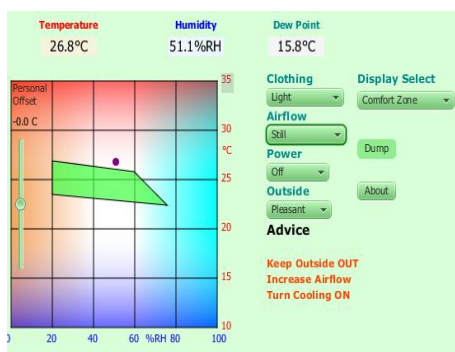 Temperature Humidity Dew Point
26.8°C 51.1%RH 15.8°C
Personal
Offset
-0.0 C
35
30
°C
25
20
15
10
0 20 40 60 %RH 80 100
Clothing Display Select
Light Comfort Zone
Airflow
Still
Dump
Power
Off
Outside About
Pleasant
Advice
Keep Outside OUT
Increase Airflow
Turn Cooling ON